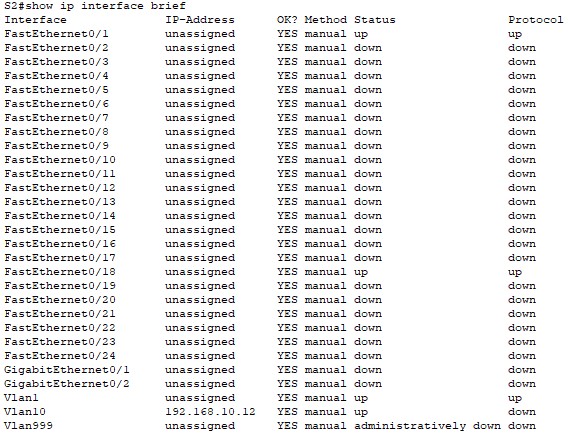 S2#show ip interface brief
Interface IP-Address OK? Method Status Protocol
FastEthernet0/1 unassigned YES manual up up
FastEthernet0/2 unassigned YES manual down down
FastEthernet0/3 unassigned YES manual down down
FastEthernet0/4 unassigned YES manual down down
FastEthernet0/5 unassigned YES manual down down
FastEthernet0/6 unassigned YES manual down down
FastEthernet0/7 unassigned YES manual down down
FastEthernet0/8 unassigned YES manual down down
FastEthernet0/9 unassigned YES manual down down
FastEthernet0/10 unassigned YES manual down down
FastEthernet0/11 unassigned YES manual down down
FastEthernet0/12 unassigned YES manual down down
FastEthernet0/13 unassigned YES manual down down
FastEthernet0/14 unassigned YES manual down down
FastEthernet0/15 unassigned YES manual down down
FastEthernet0/16 unassigned YES manual down down
FastEthernet0/17 unassigned YES manual down down
FastEthernet0/18 unassigned YES manual up up
FastEthernet0/19 unassigned YES manual down down
FastEthernet0/20 unassigned YES manual down down
FastEthernet0/21 unassigned YES manual down down
FastEthernet0/22 unassigned YES manual down down
FastEthernet0/23 unassigned YES manual down down
FastEthernet0/24 unassigned YES manual down down
GigabitEthernet0/1 unassigned YES manual down down
GigabitEthernet0/2 unassigned YES manual down down
Vlan1 unassigned YES manual up up
Vlan10 192.168.10.12 YES manual up down
Vlan999 unassigned YES manual administratively down down